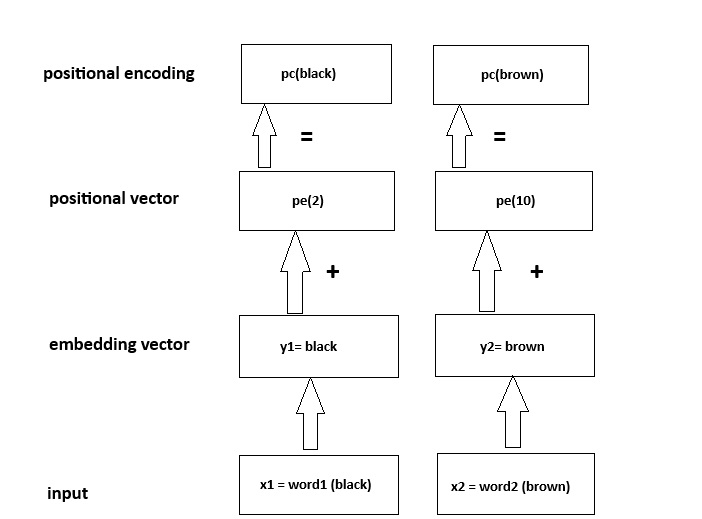 positional encoding pc(black) pc(brown)
= =
positional vector pe(2) pe(10)
+ +
embedding vector y1= black y2= brown
input x1 = word1 (black) x2 = word2 (brown)